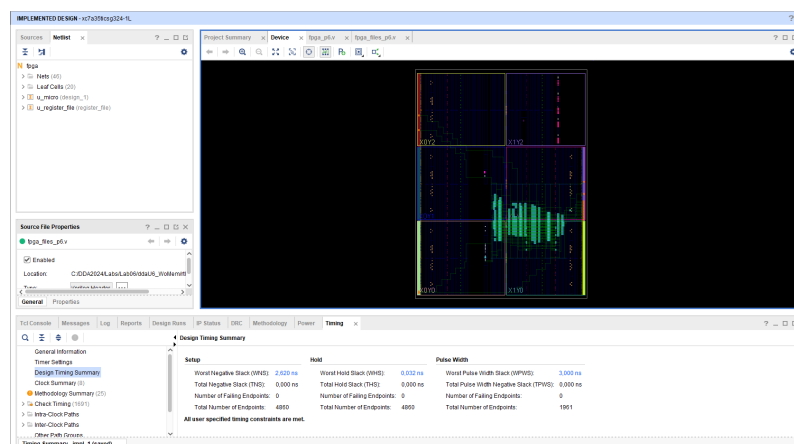 IMPLEMENTED DESIGN - xc7a35ticsg324-1L
Sources Netlist
Project Summary Device fpga_p6.v fpga_files_p6.v
N fpga
Nets (46)
Leaf Cells (20)
u_micro (design_1)
u_register_file (register_file)
X0Y2 X1Y2
X0Y0 X1Y0
Source File Properties
fpga_files_p6.v
Enabled
Location: C:/DDA2024/Labs/Lab06/
General Properties
Tcl Console Messages Log Reports Design Runs IP Status DRC Methodology Power Timing
Design Timing Summary
General Information
Timer Settings
Design Timing Summary
Clock Summary (8)
Methodology Summary (25)
Check Timing (1681)
Intra-Clock Paths
Inter-Clock Paths
Other Path Groups
Setup Hold Pulse Width
Worst Negative Slack (WNS): 2,620 ns Worst Hold Slack (WHS): 0,032 ns Worst Pulse Width Slack (WPWS): 3,000 ns
Total Negative Slack (TNS): 0,000 ns Total Hold Slack (THS): 0,000 ns Total Pulse Width Negative Slack (TPWS): 0,000 ns
Number of Failing Endpoints: 0 Number of Failing Endpoints: 0 Number of Failing Endpoints: 0
Total Number of Endpoints: 4860 Total Number of Endpoints: 4860 Total Number of Endpoints: 1961
All user specified timing constraints are met.
Timing Summary - impl_1 (saved)